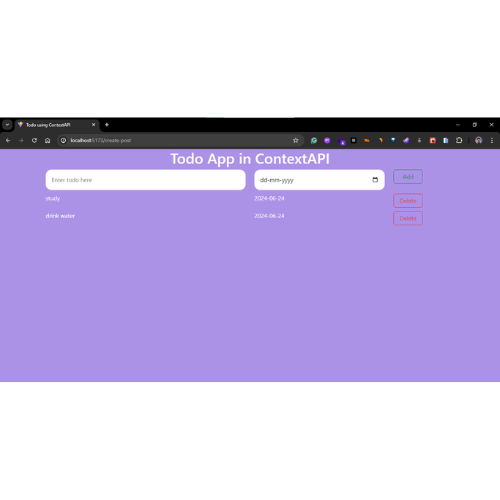 Todo using ContextAPI
localhost:5173/create-post
Todo App in ContextAPI
Enter todo here
dd-mm-yyyy
Add
study
2024-06-24
Delete
drink water
2024-06-24
Delete